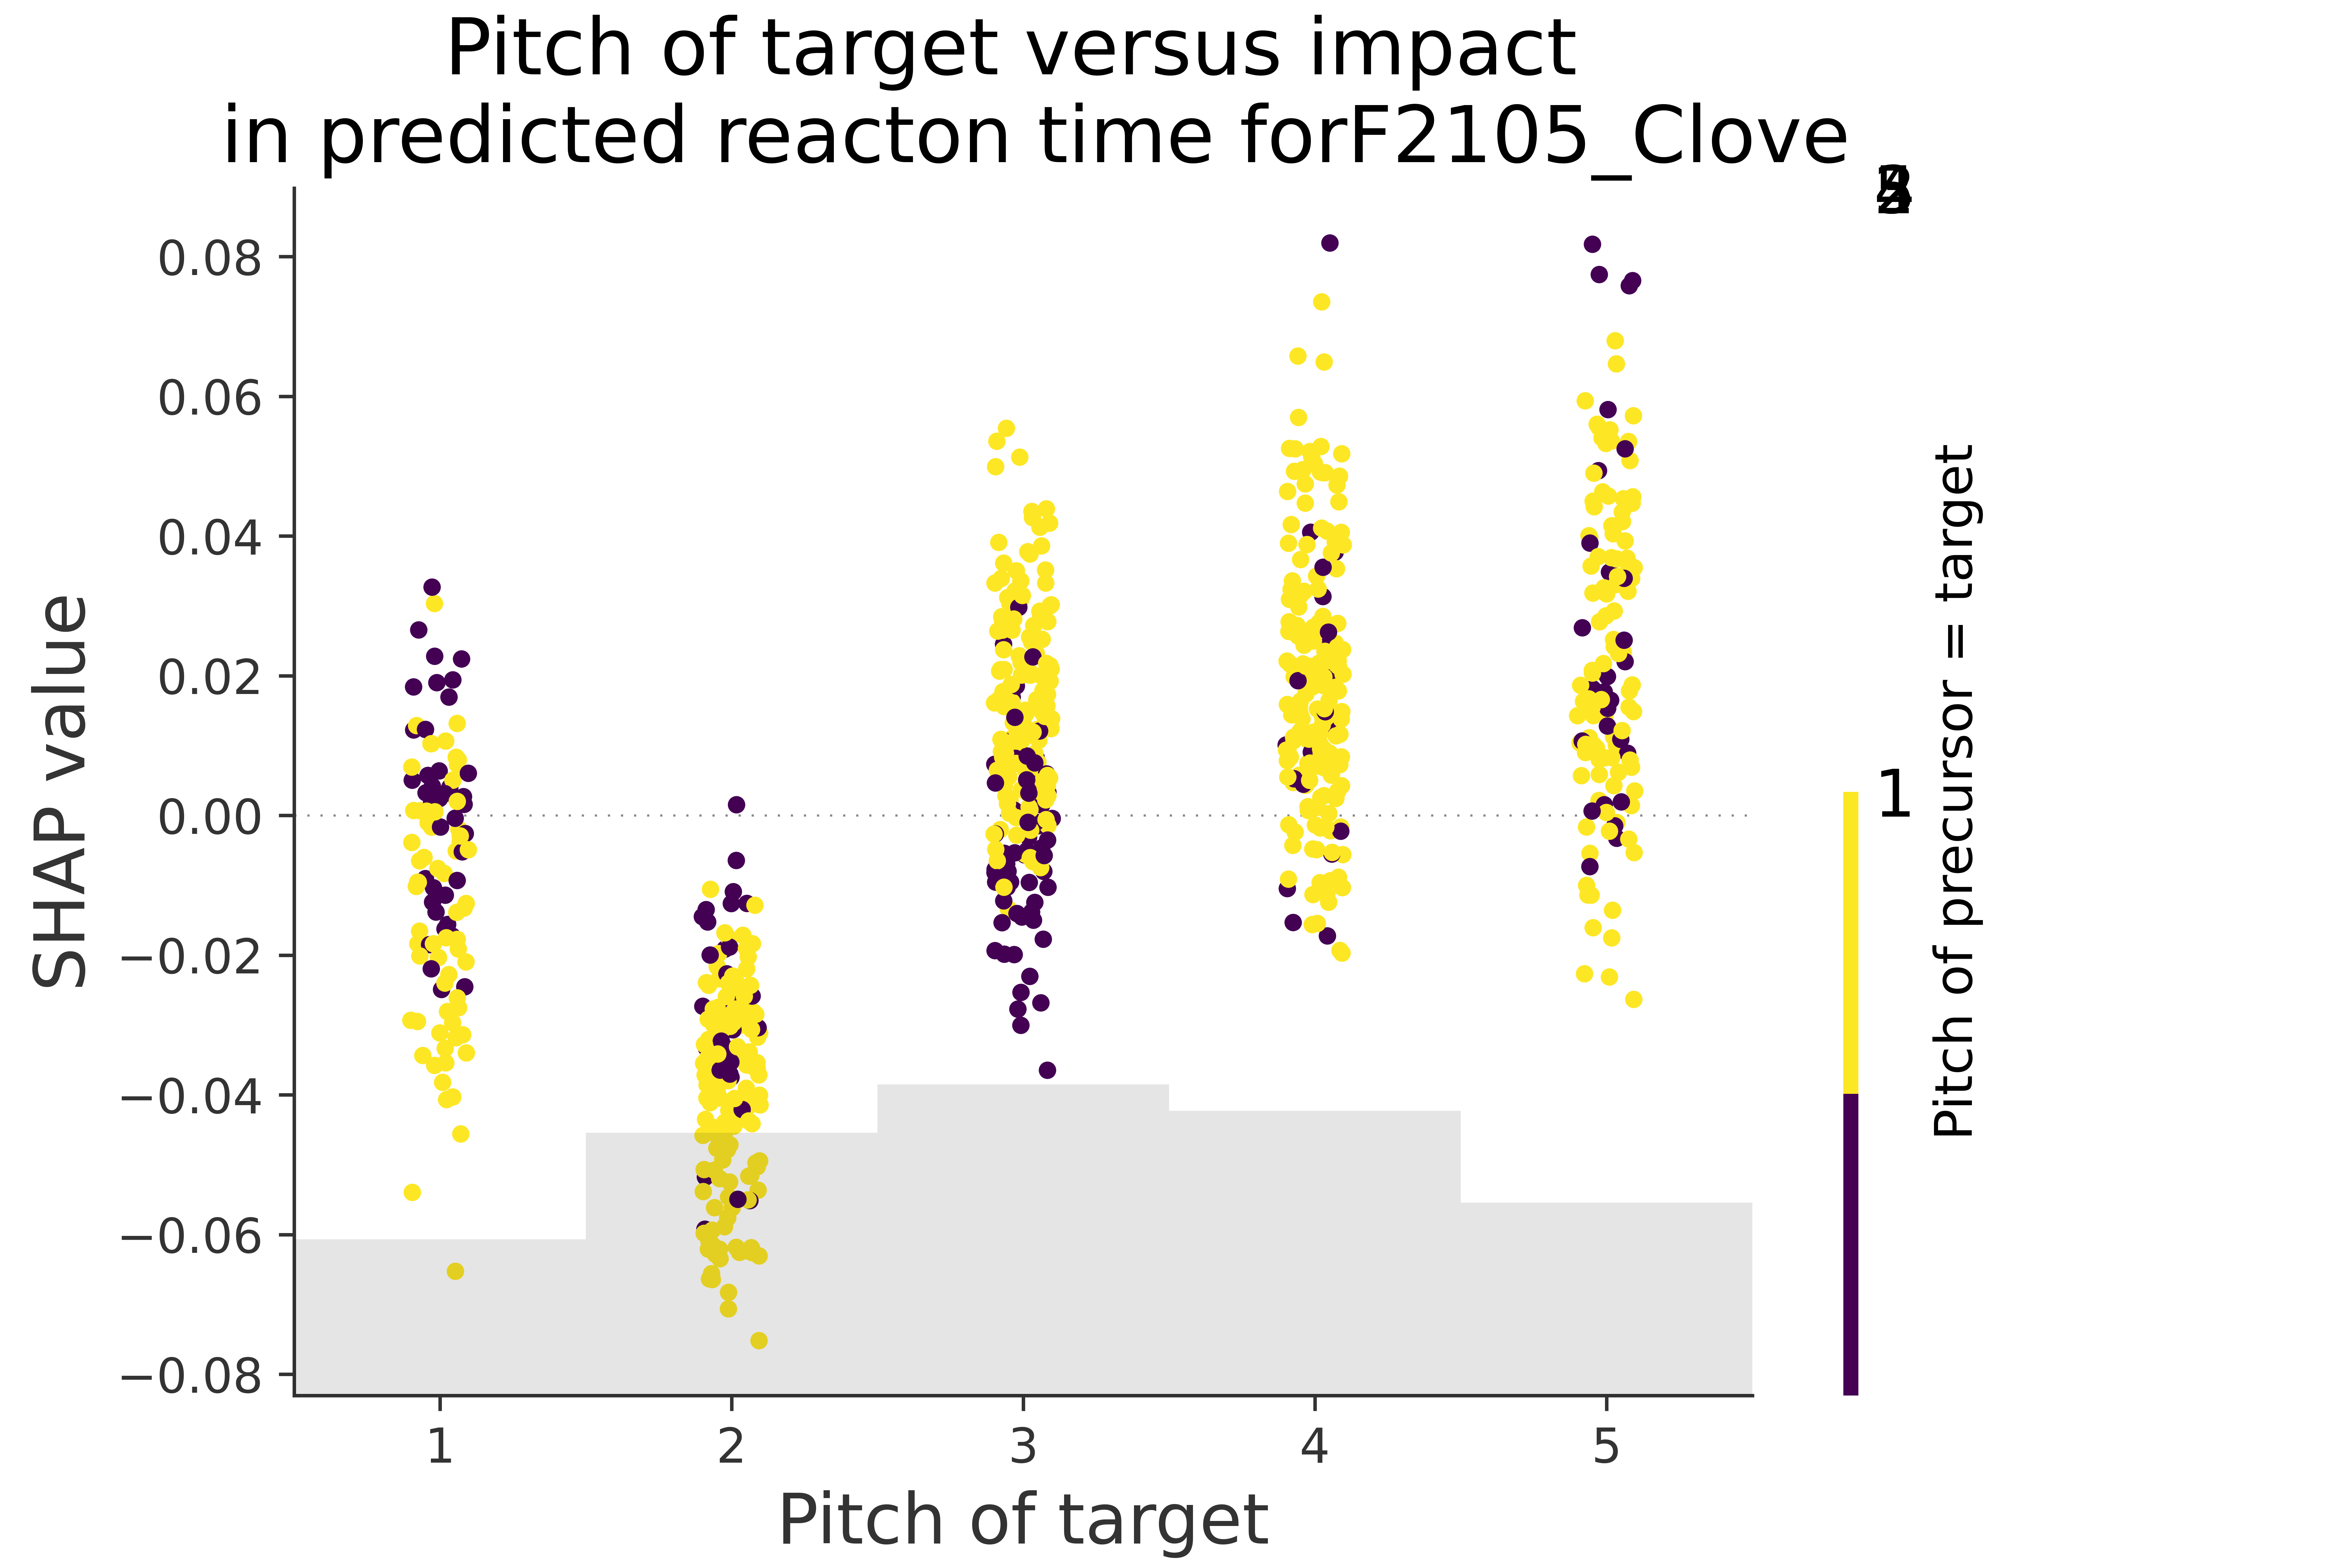 Pitch of target versus impact
in predicted reacton time forF2105_Clove
0.08
0.06
0.04
0.02
0.00
−0.02
−0.04
−0.06
−0.08
SHAP value
1 2 3 4 5
Pitch of target
1
Pitch of precursor = target